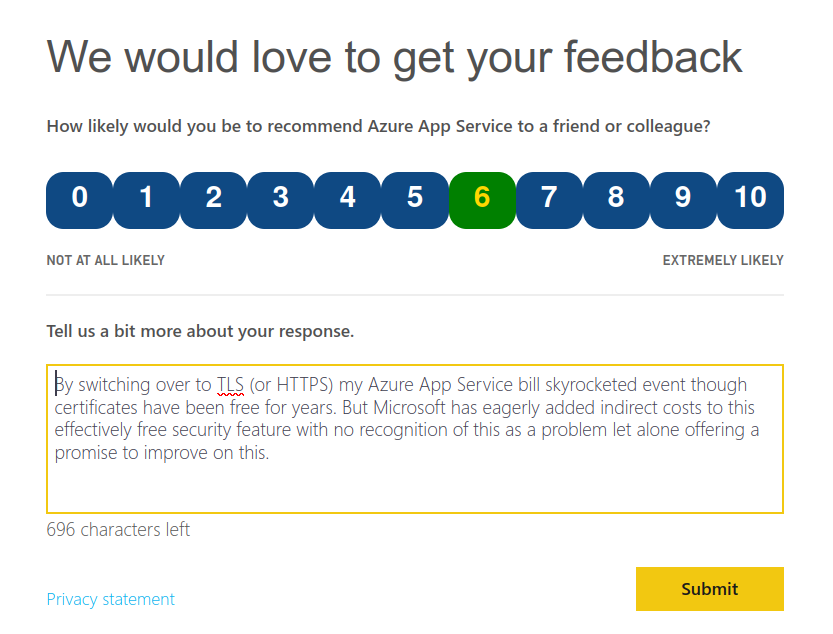 We would love to get your feedback
How likely would you be to recommend Azure App Service to a friend or colleague?
0 1 2 3 4 5 6 7 8 9 10
NOT AT ALL LIKELY EXTREMELY LIKELY
Tell us a bit more about your response.
By switching over to TLS (or HTTPS) my Azure App Service bill skyrocketed event though
certificates have been free for years. But Microsoft has eagerly added indirect costs to this
effectively free security feature with no recognition of this as a problem let alone offering a
promise to improve on this.
696 characters left
Submit
Privacy statement